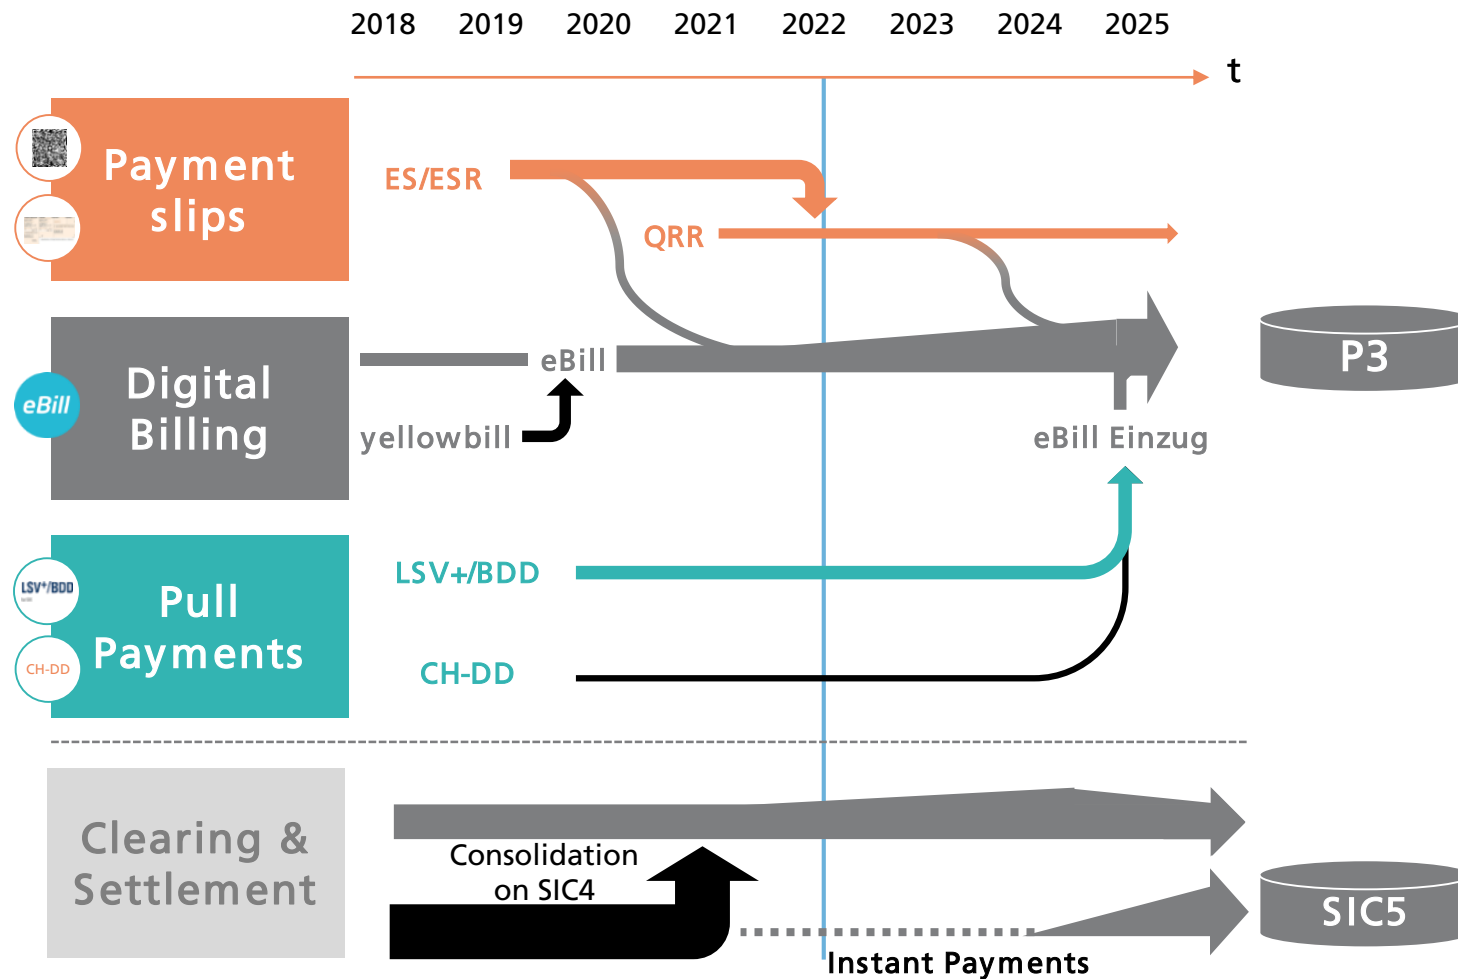 2018 2019 2020 2021 2022 2023 2024 2025
t
Payment
slips
ES/ESR
QRR
Digital
Billing
eBill
eBill
yellowbill
eBill Einzug
P3
Pull
Payments
LSV+/BDD
LSV+/BDD
CH-DD
CH-DD
Clearing &
Settlement
Consolidation
on SIC4
Instant Payments
SIC5